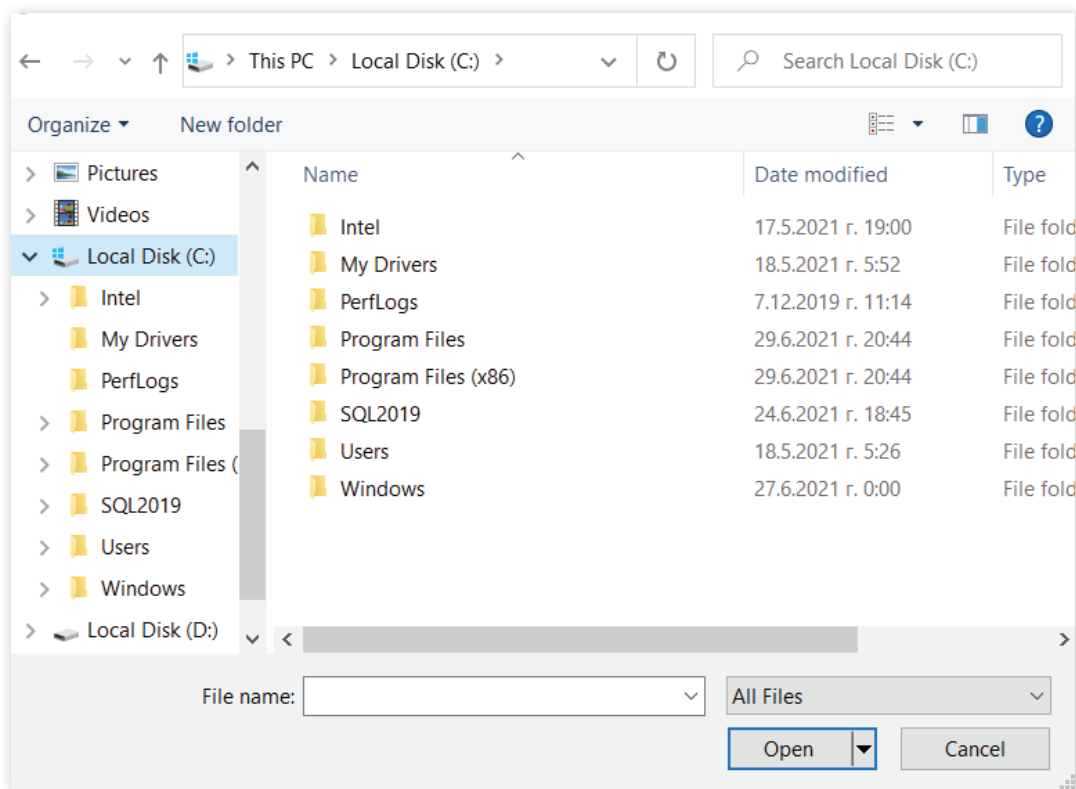 This PC > Local Disk (C:) >
Search Local Disk (C:)
Organize
New folder
?
Pictures
Videos
Local Disk (C:)
Intel
My Drivers
PerfLogs
Program Files
Program Files (
SQL2019
Users
Windows
Local Disk (D:)
Name Date modified Type
Intel 17.5.2021 г. 19:00 File fold
My Drivers 18.5.2021 г. 5:52 File fold
PerfLogs 7.12.2019 г. 11:14 File fold
Program Files 29.6.2021 г. 20:44 File fold
Program Files (x86) 29.6.2021 г. 20:44 File fold
SQL2019 24.6.2021 г. 18:45 File fold
Users 18.5.2021 г. 5:26 File fold
Windows 27.6.2021 г. 0:00 File fold
File name:
All Files
Open
Cancel